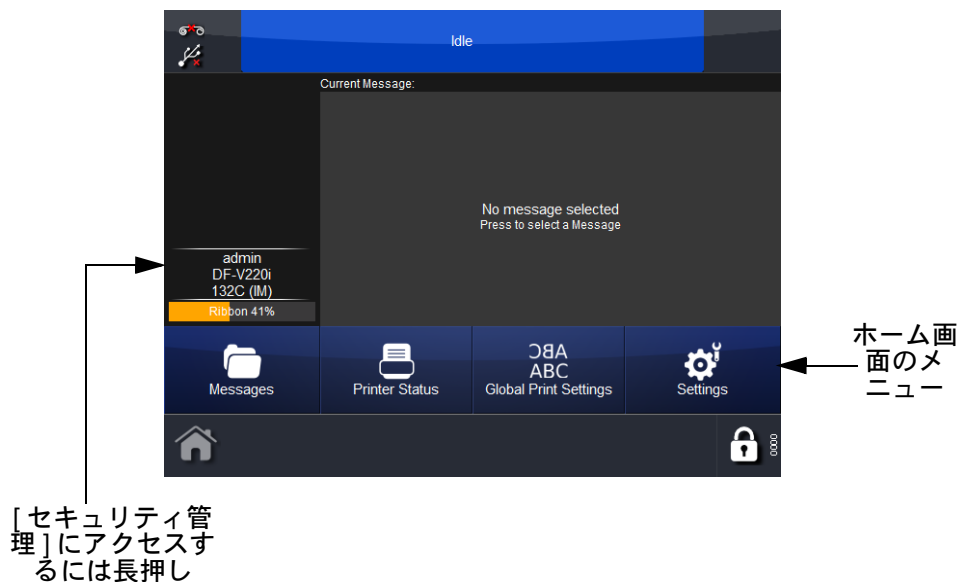 Idle
Current Message:
No message selected
Press to select a Message
admin
DF-V220i
132C (IM)
Ribbon 41%
Messages
Printer Status
ABC
ABC
Global Print Settings
Settings
0000
ホーム画
面のメ
ニュー
[ セキュリティ管
理 ] にアクセスす
るには長押し